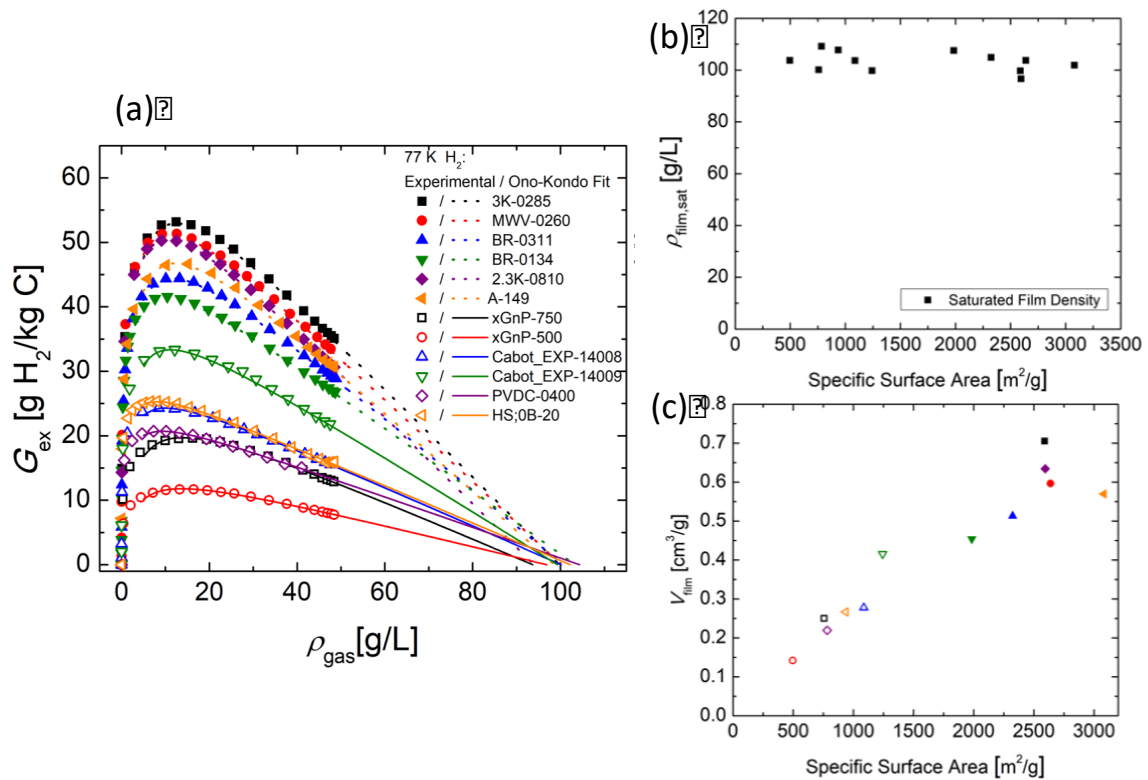 (a)⍰
60
50
40
30
20
10
0
0
20
40
60
80
100
G_ex [g H₂/kg C]
ρ_gas[g/L]
77 K H₂:
Experimental / Ono-Kondo Fit
/ 3K-0285
/ MWV-0260
/ BR-0311
/ BR-0134
/ 2.3K-0810
/ A-149
/ xGnP-750
/ xGnP-500
/ Cabot_EXP-14008
/ Cabot_EXP-14009
/ PVDC-0400
/ HS;0B-20
(b)⍰
120
100
80
60
40
20
0
0
500
1000
1500
2000
2500
3000
3500
ρ_film,sat [g/L]
Saturated Film Density
Specific Surface Area [m²/g]
(c)⍰
0.8
0.7
0.6
0.5
0.4
0.3
0.2
0.1
0.0
0
500
1000
1500
2000
2500
3000
V_film [cm³/g]
Specific Surface Area [m²/g]